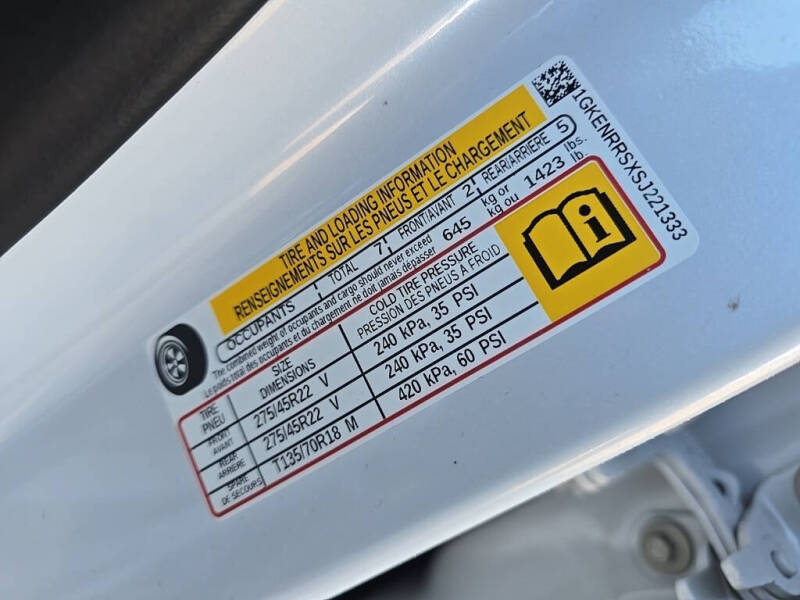 1GKENRRSXSJ221333
TIRE AND LOADING INFORMATION
RENSEIGNEMENTS SUR LES PNEUS ET LE CHARGEMENT
OCCUPANTS TOTAL 7 FRONT/AVANT 2 REAR/ARRIÈRE 5
The combined weight of occupants and cargo should never exceed 645 kg or 1423 lbs.
Le poids total des occupants et du chargement ne doit jamais dépasser kg ou lb
TIRE SIZE COLD TIRE PRESSURE
PNEU DIMENSIONS PRESSION DES PNEUS À FROID
FRONT
AVANT 275/45R22 V 240 kPa, 35 PSI
REAR
ARRIÈRE 275/45R22 V 240 kPa, 35 PSI
SPARE
DE SECOURS T135/70R18 M 420 kPa, 60 PSI
i